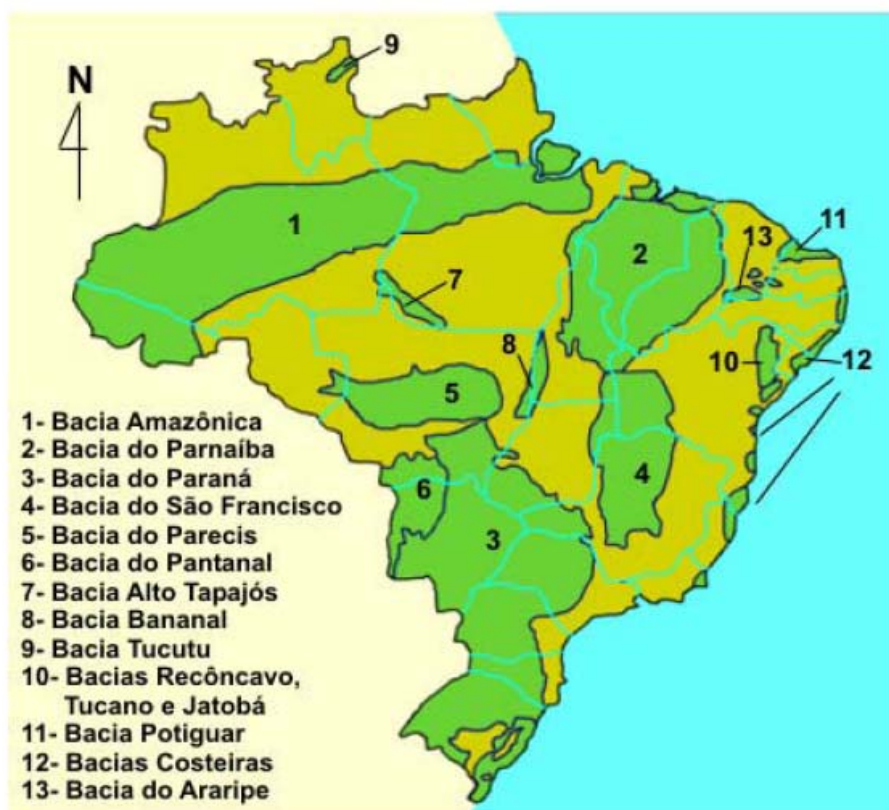 9
N
11
13
1
2
7
8
10
12
5
6
4
3
1- Bacia Amazônica
2- Bacia do Parnaíba
3- Bacia do Paraná
4- Bacia do São Francisco
5- Bacia do Parecis
6- Bacia do Pantanal
7- Bacia Alto Tapajós
8- Bacia Bananal
9- Bacia Tucutu
10- Bacias Recôncavo,
Tucano e Jatobá
11- Bacia Potiguar
12- Bacias Costeiras
13- Bacia do Araripe